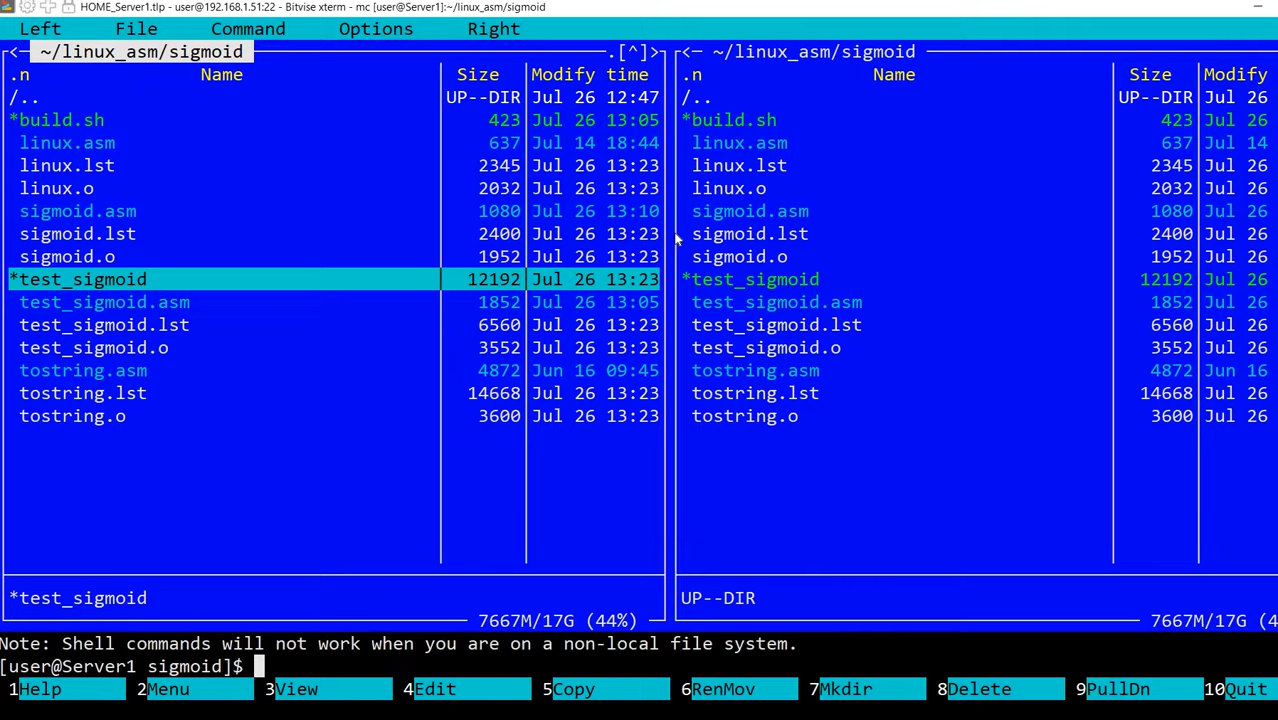 HOME_Server1.tlp - user@192.168.1.51:22 - Bitvise xterm - mc [user@Server1]:~/linux_asm/sigmoid
Left File Command Options Right
<─ ~/linux_asm/sigmoid .[^]> <─ ~/linux_asm/sigmoid
.n Name Size Modify time .n Name Size Modify
/.. UP--DIR Jul 26 12:47 /.. UP--DIR Jul 26
*build.sh 423 Jul 26 13:05 *build.sh 423 Jul 26
linux.asm 637 Jul 14 18:44 linux.asm 637 Jul 14
linux.lst 2345 Jul 26 13:23 linux.lst 2345 Jul 26
linux.o 2032 Jul 26 13:23 linux.o 2032 Jul 26
sigmoid.asm 1080 Jul 26 13:10 sigmoid.asm 1080 Jul 26
sigmoid.lst 2400 Jul 26 13:23 sigmoid.lst 2400 Jul 26
sigmoid.o 1952 Jul 26 13:23 sigmoid.o 1952 Jul 26
*test_sigmoid 12192 Jul 26 13:23 *test_sigmoid 12192 Jul 26
test_sigmoid.asm 1852 Jul 26 13:05 test_sigmoid.asm 1852 Jul 26
test_sigmoid.lst 6560 Jul 26 13:23 test_sigmoid.lst 6560 Jul 26
test_sigmoid.o 3552 Jul 26 13:23 test_sigmoid.o 3552 Jul 26
tostring.asm 4872 Jun 16 09:45 tostring.asm 4872 Jun 16
tostring.lst 14668 Jul 26 13:23 tostring.lst 14668 Jul 26
tostring.o 3600 Jul 26 13:23 tostring.o 3600 Jul 26
*test_sigmoid UP--DIR
7667M/17G (44%) 7667M/17G (4
Note: Shell commands will not work when you are on a non-local file system.
[user@Server1 sigmoid]$
1Help 2Menu 3View 4Edit 5Copy 6RenMov 7Mkdir 8Delete 9PullDn 10Quit